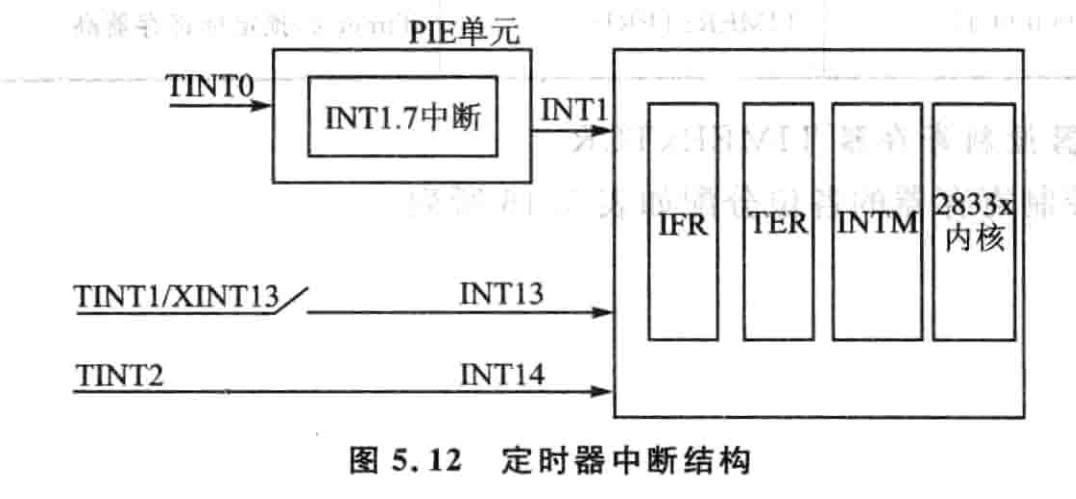 PIE单元
TINT0
INT1.7中断
INT1
IFR
TER
INTM
2833x
内核
TINT1/XINT13
INT13
TINT2
INT14
图 5.12 定时器中断结构